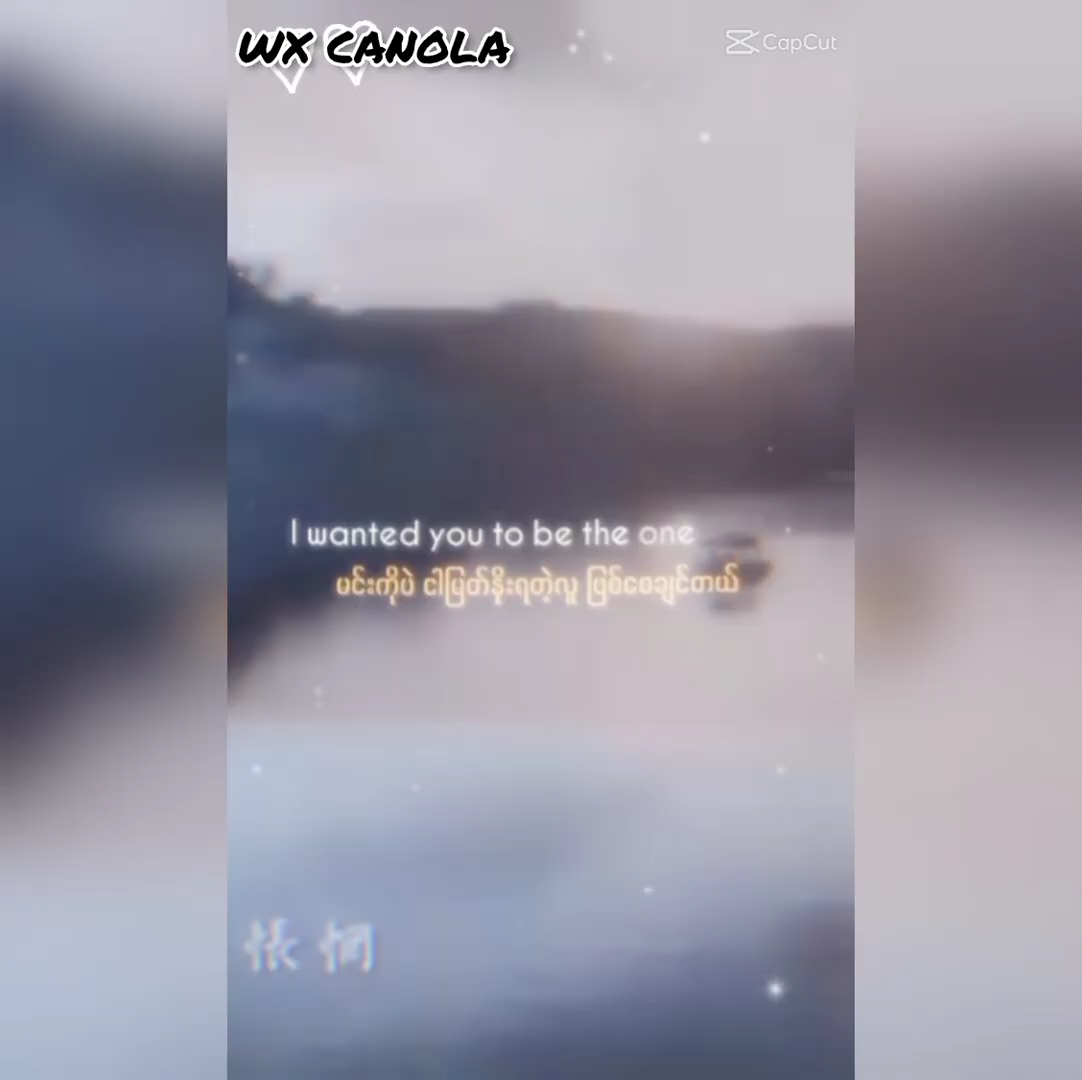 WX CANOLA
CapCut
I wanted you to be the one
မင်းကိုပဲ ငါမြတ်နိုးရတဲ့လူ ဖြစ်စေချင်တယ်
怅惘